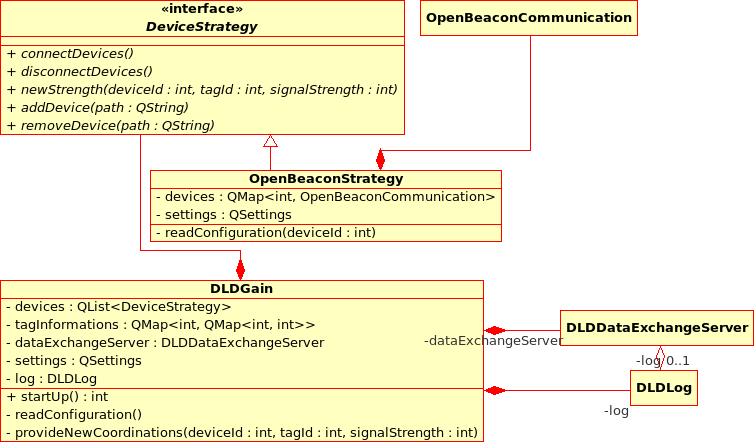 «interface»
DeviceStrategy
+ connectDevices()
+ disconnectDevices()
+ newStrength(deviceId : int, tagId : int, signalStrength : int)
+ addDevice(path : QString)
+ removeDevice(path : QString)
OpenBeaconCommunication
OpenBeaconStrategy
- devices : QMap<int, OpenBeaconCommunication>
- settings : QSettings
- readConfiguration(deviceId : int)
DLDGain
- devices : QList<DeviceStrategy>
- tagInformations : QMap<int, QMap<int, int>>
- dataExchangeServer : DLDDataExchangeServer
- settings : QSettings
- log : DLDLog
+ startUp() : int
- readConfiguration()
- provideNewCoordinations(deviceId : int, tagId : int, signalStrength : int)
-dataExchangeServer
DLDDataExchangeServer
-log 0..1
DLDLog
-log